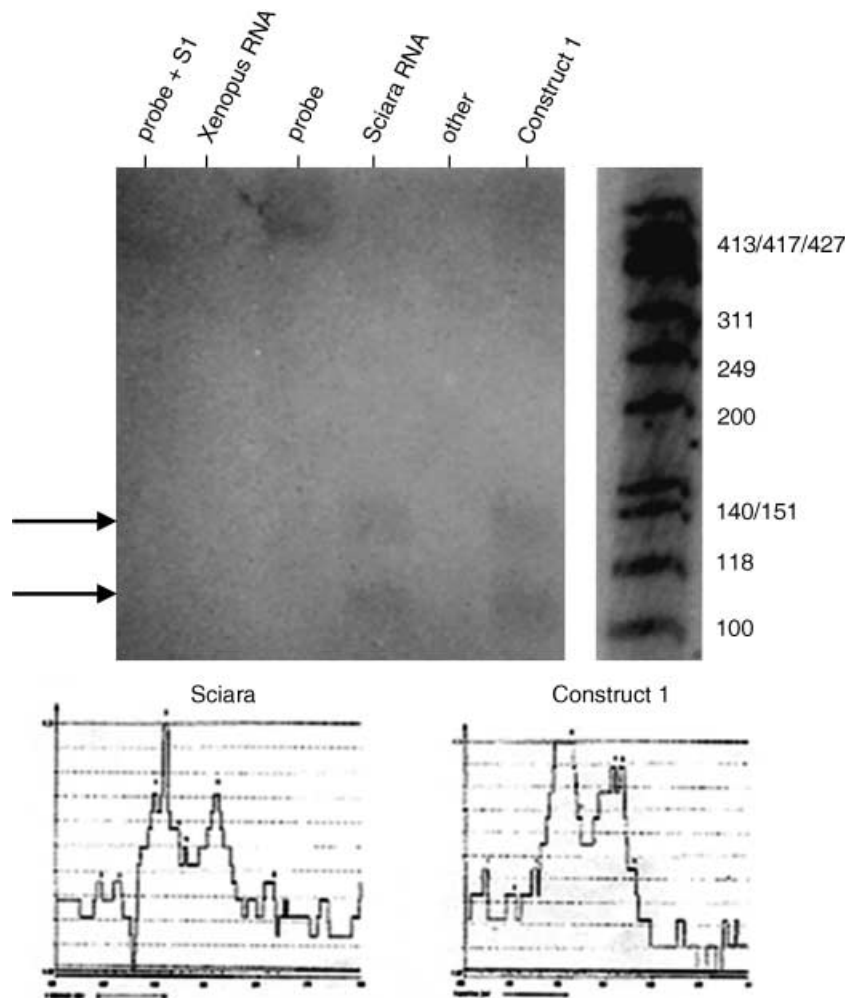 probe + S1
Xenopus RNA
probe
Sciara RNA
other
Construct 1
413/417/427
311
249
200
140/151
118
100
Sciara
Construct 1